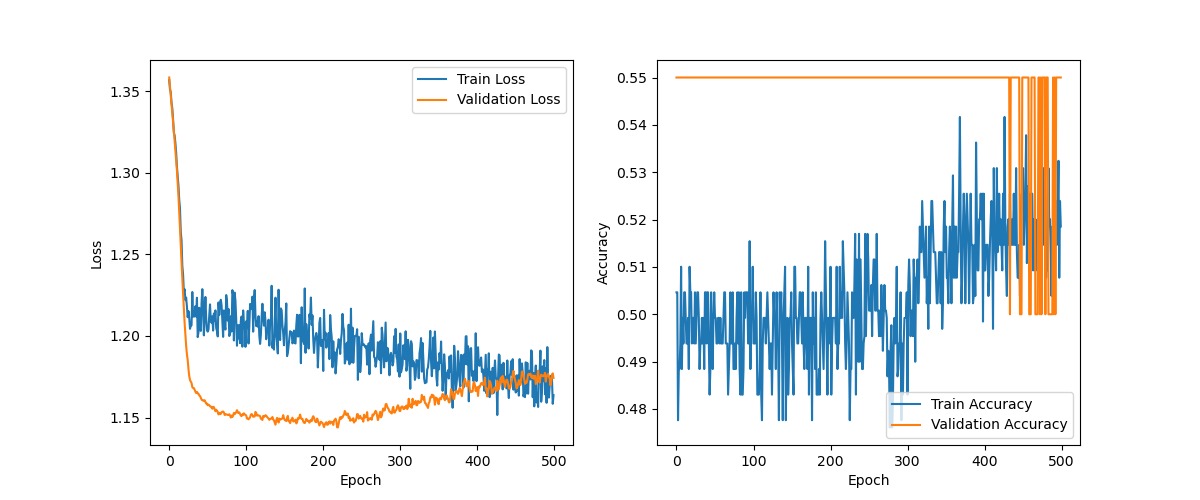 Train Loss
Validation Loss
1.35
1.30
1.25
1.20
1.15
Loss
0 100 200 300 400 500
Epoch
0.55
0.54
0.53
0.52
0.51
0.50
0.49
0.48
Accuracy
Train Accuracy
Validation Accuracy
0 100 200 300 400 500
Epoch